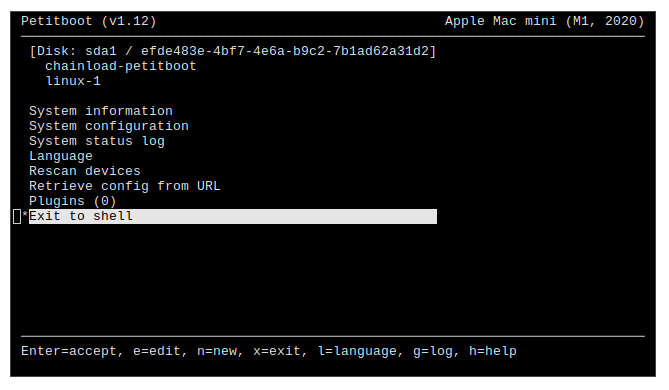 Petitboot (v1.12) Apple Mac mini (M1, 2020)
[Disk: sda1 / efde483e-4bf7-4e6a-b9c2-7b1ad62a31d2]
chainload-petitboot
linux-1
System information
System configuration
System status log
Language
Rescan devices
Retrieve config from URL
Plugins (0)
*Exit to shell
Enter=accept, e=edit, n=new, x=exit, l=language, g=log, h=help